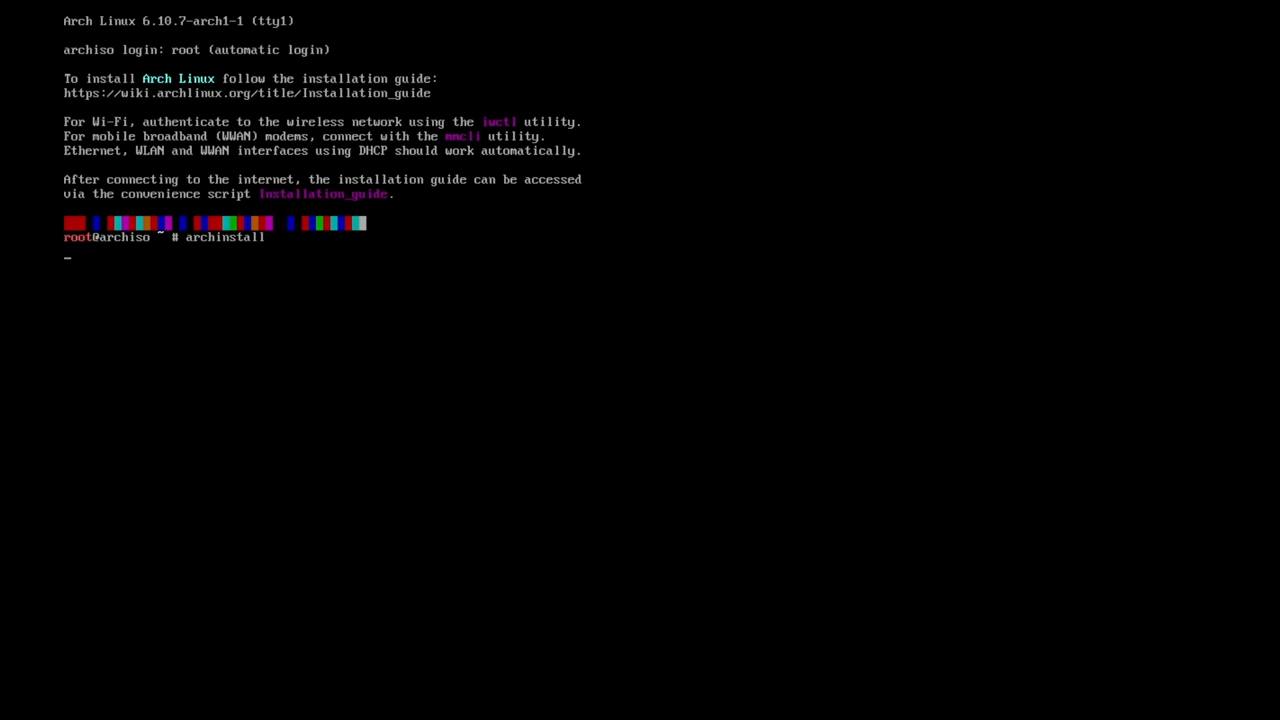 Arch Linux 6.10.7-arch1-1 (tty1)
archiso login: root (automatic login)
To install Arch Linux follow the installation guide:
https://wiki.archlinux.org/title/Installation_guide
For Wi-Fi, authenticate to the wireless network using the iwctl utility.
For mobile broadband (WWAN) modems, connect with the mmcli utility.
Ethernet, WLAN and WWAN interfaces using DHCP should work automatically.
After connecting to the internet, the installation guide can be accessed
via the convenience script Installation_guide.
root@archiso ~ # archinstall
_